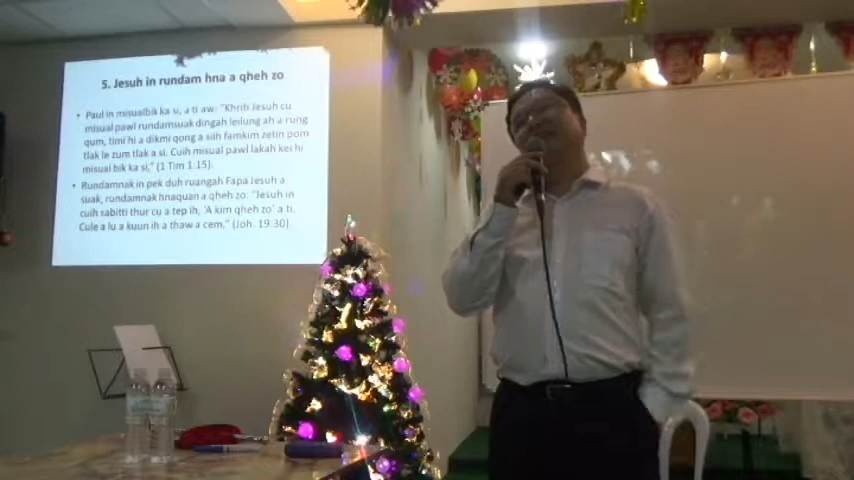 5. Jesuh in rundam hna a qheh zo
• Paul in misualbik ka si, a ti aw: "Khrih Jesuh cu
misual pawl rundamsuak dingah leilung ah a rung
qum, timi hi a dikmi qong a siih famkim zetin pom
tlak le zum tlak a si. Cuih misual pawl lakah kei hi
misual bik ka si," (1 Tim 1:15).
• Rundamnak in pek duh ruangah Fapa Jesuh a
suak, rundamnak hnaquan a qheh zo. "Jesuh in
cuih sabitti thur cu a tep ih, 'A kim qheh zo' a ti.
Cule a lu a kuun ih a thaw a cem," (Joh. 19:30)